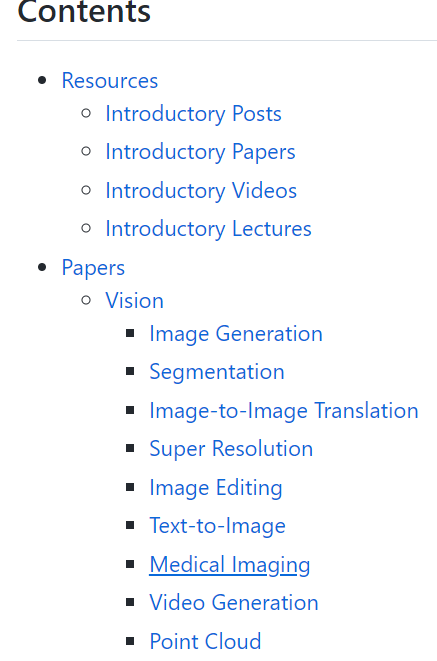 Contents
Resources
Introductory Posts
Introductory Papers
Introductory Videos
Introductory Lectures
Papers
Vision
Image Generation
Segmentation
Image-to-Image Translation
Super Resolution
Image Editing
Text-to-Image
Medical Imaging
Video Generation
Point Cloud